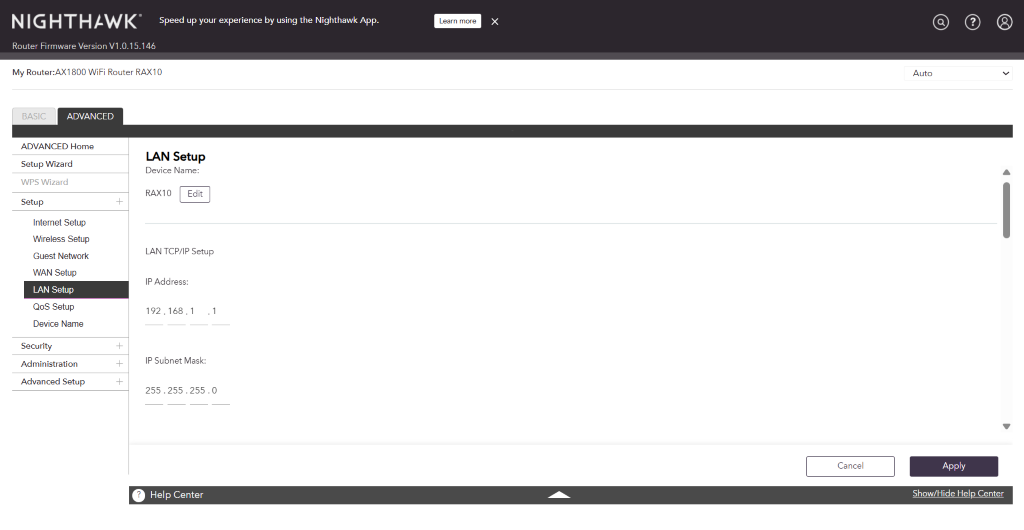 NIGHTHAWK® Speed up your experience by using the Nighthawk App. Learn more ×
Router Firmware Version V1.0.15.146
My Router:AX1800 WiFi Router RAX10 Auto
BASIC ADVANCED
ADVANCED Home
Setup Wizard
WPS Wizard
Setup +
Internet Setup
Wireless Setup
Guest Network
WAN Setup
LAN Setup
QoS Setup
Device Name
Security +
Administration +
Advanced Setup +
LAN Setup
Device Name:
RAX10 Edit
LAN TCP/IP Setup
IP Address:
192 . 168 . 1 . 1
IP Subnet Mask:
255 . 255 . 255 . 0
Cancel Apply
? Help Center Show/Hide Help Center